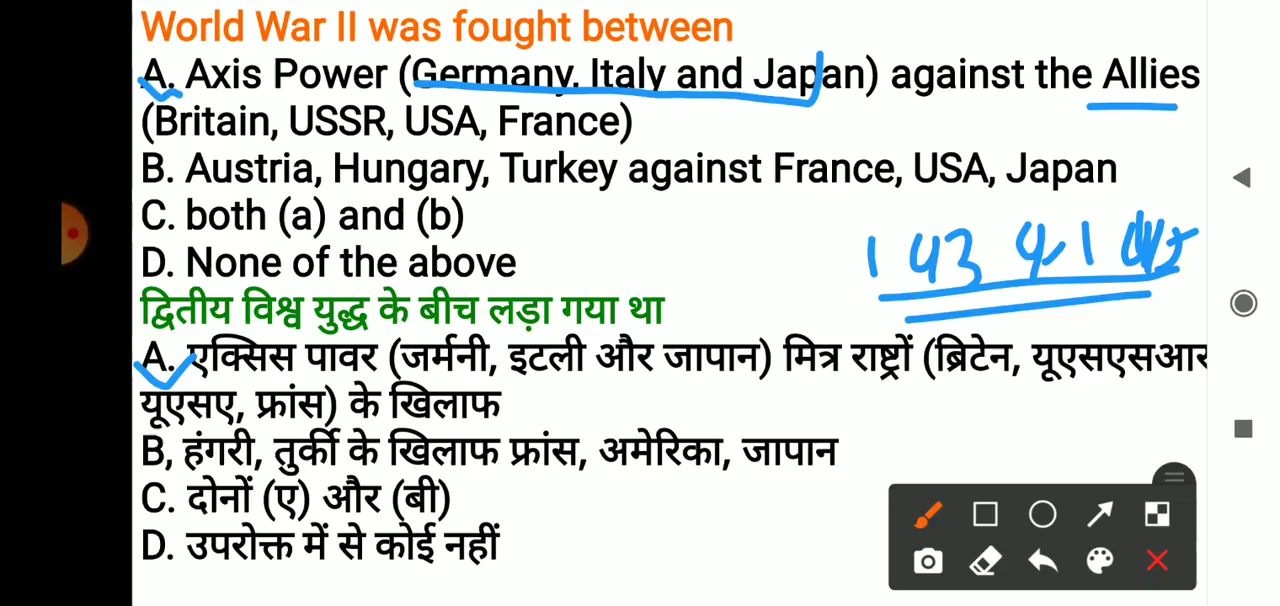 World War II was fought between
A. Axis Power (Germany, Italy and Japan) against the Allies
(Britain, USSR, USA, France)
B. Austria, Hungary, Turkey against France, USA, Japan
C. both (a) and (b)
D. None of the above
द्वितीय विश्व युद्ध के बीच लड़ा गया था
A. एक्सिस पावर (जर्मनी, इटली और जापान) मित्र राष्ट्रों (ब्रिटेन, यूएसएसआर
यूएसए, फ्रांस) के खिलाफ
B, हंगरी, तुर्की के खिलाफ फ्रांस, अमेरिका, जापान
C. दोनों (ए) और (बी)
D. उपरोक्त में से कोई नहीं